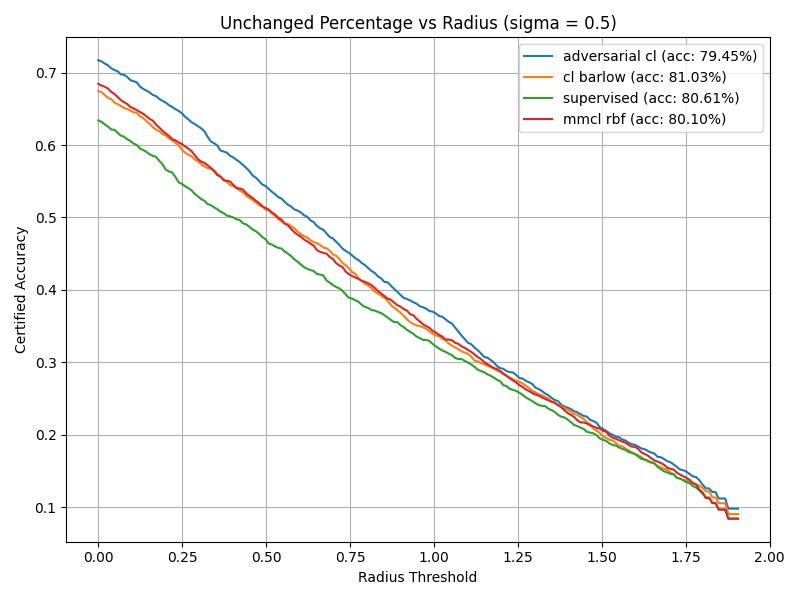 Unchanged Percentage vs Radius (sigma = 0.5)
adversarial cl (acc: 79.45%)
cl barlow (acc: 81.03%)
supervised (acc: 80.61%)
mmcl rbf (acc: 80.10%)
Certified Accuracy
0.7
0.6
0.5
0.4
0.3
0.2
0.1
0.00 0.25 0.50 0.75 1.00 1.25 1.50 1.75 2.00
Radius Threshold